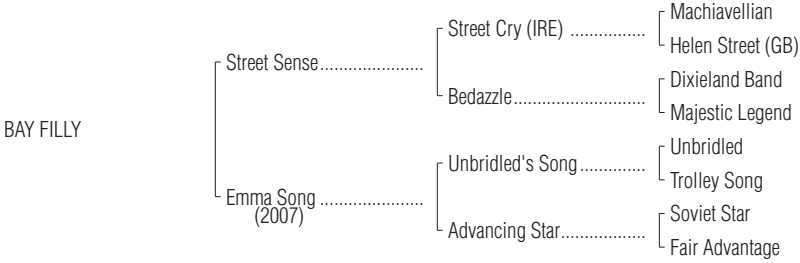 Machiavellian
Street Cry (IRE) ................
Helen Street (GB)
Street Sense......................
Dixieland Band
Bedazzle............................
Majestic Legend
BAY FILLY
Unbridled
Unbridled's Song ..............
Trolley Song
Emma Song ......................
(2007)
Soviet Star
Advancing Star..................
Fair Advantage